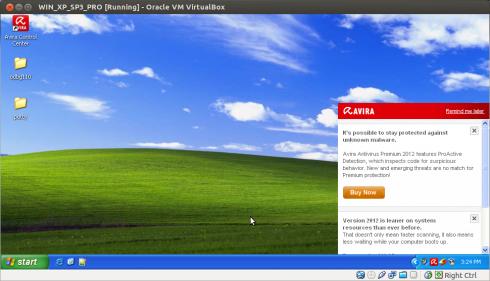 WIN_XP_SP3_PRO [Running] - Oracle VM VirtualBox
Avira Control
Center
odbg110
AVIRA
Remind me later
It's possible to stay protected against
unknown malware.
Avira Antivirus Premium 2012 features ProActive
Detection, which inspects code for suspicious
behavior. New and emerging threats are no match for
Premium protection!
Buy Now
Version 2012 is leaner on system
resources than ever before.
That doesn't only mean faster scanning, it also means
less waiting while your computer boots up.
start
3:24 PM
Right Ctrl